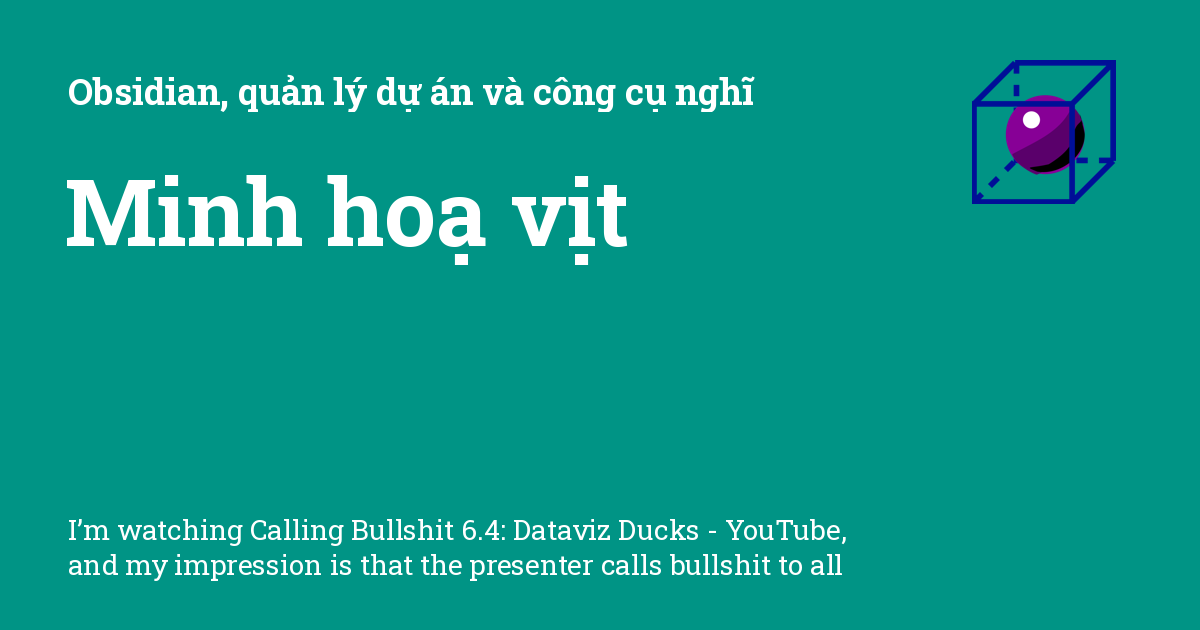 Obsidian, quản lý dự án và công cụ nghĩ
Minh hoạ vịt
I’m watching Calling Bullshit 6.4: Dataviz Ducks - YouTube,
and my impression is that the presenter calls bullshit to all